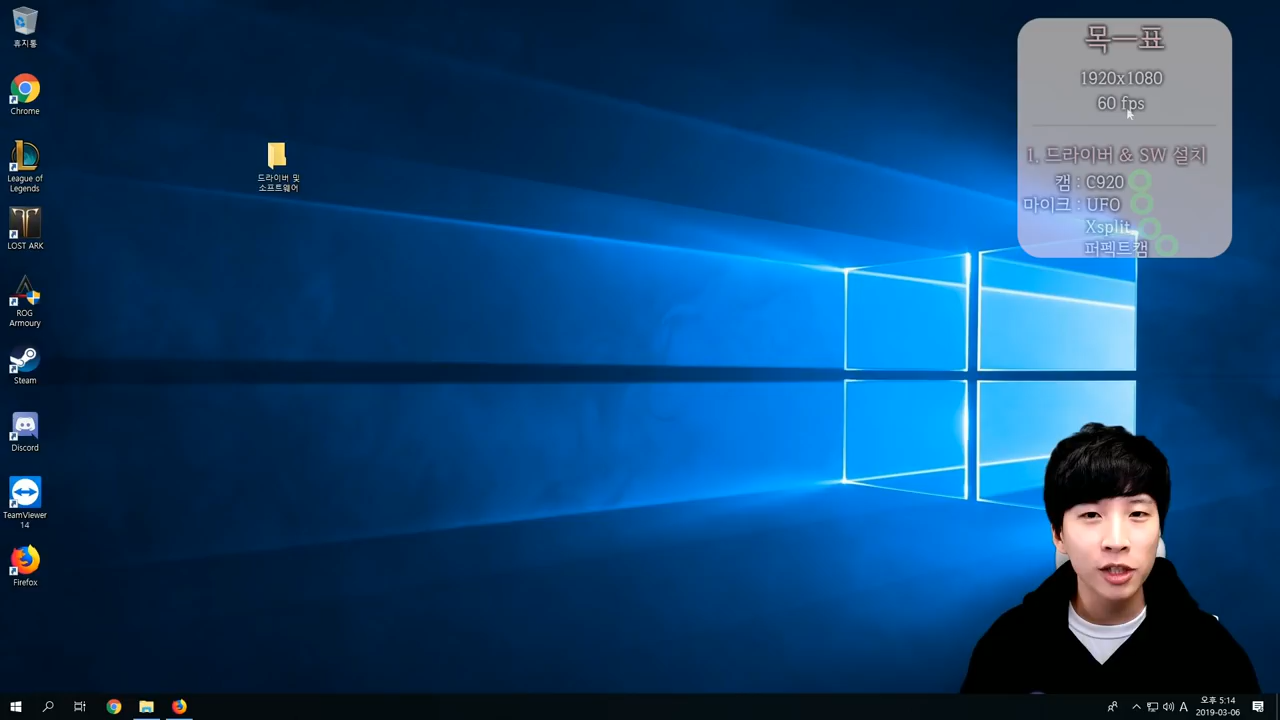 휴지통
Chrome
League of
Legends
LOST ARK
ROG
Armoury
Steam
Discord
TeamViewer
14
Firefox
드라이버 및
소프트웨어
목—표
1920x1080
60 fps
1. 드라이버 & SW 설치
캠 : C920
마이크 : UFO
Xsplit
퍼펙트캠
A
오후 5:14
2019-03-06